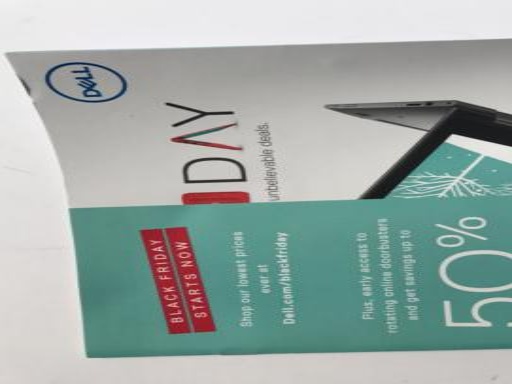 DELL
DAY
unbelievable deals.
BLACK FRIDAY
STARTS NOW
Shop our lowest prices
ever at
Dell.com/blackfriday
Plus, early access to
rotating online doorbusters
and get savings up to
50%